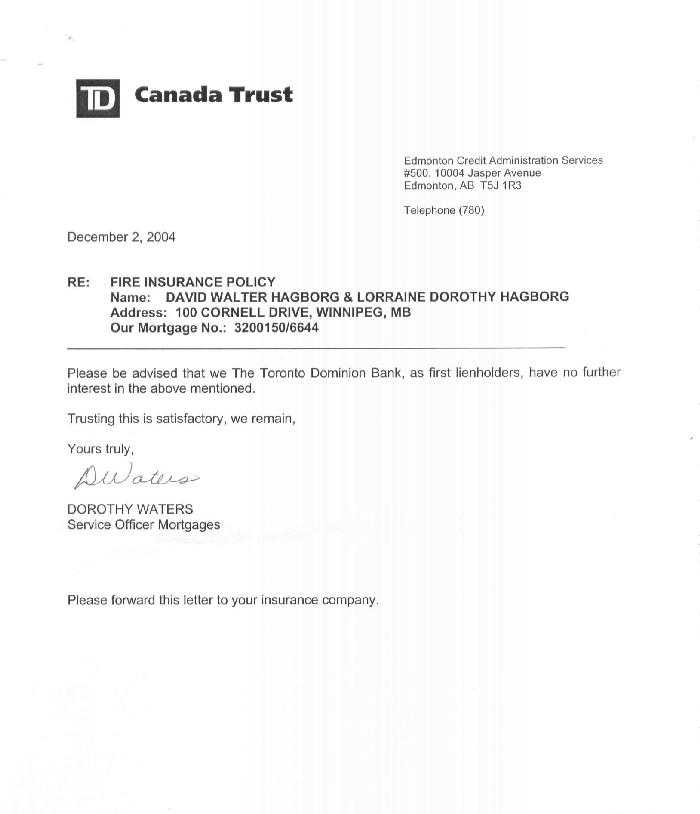 TD Canada Trust
Edmonton Credit Administration Services
#500, 10004 Jasper Avenue
Edmonton, AB T5J 1R3
Telephone (780)
December 2, 2004
RE: FIRE INSURANCE POLICY
Name: DAVID WALTER HAGBORG & LORRAINE DOROTHY HAGBORG
Address: 100 CORNELL DRIVE, WINNIPEG, MB
Our Mortgage No.: 3200150/6644
Please be advised that we The Toronto Dominion Bank, as first lienholders, have no further
interest in the above mentioned.
Trusting this is satisfactory, we remain,
Yours truly,
DWaters
DOROTHY WATERS
Service Officer Mortgages
Please forward this letter to your insurance company.